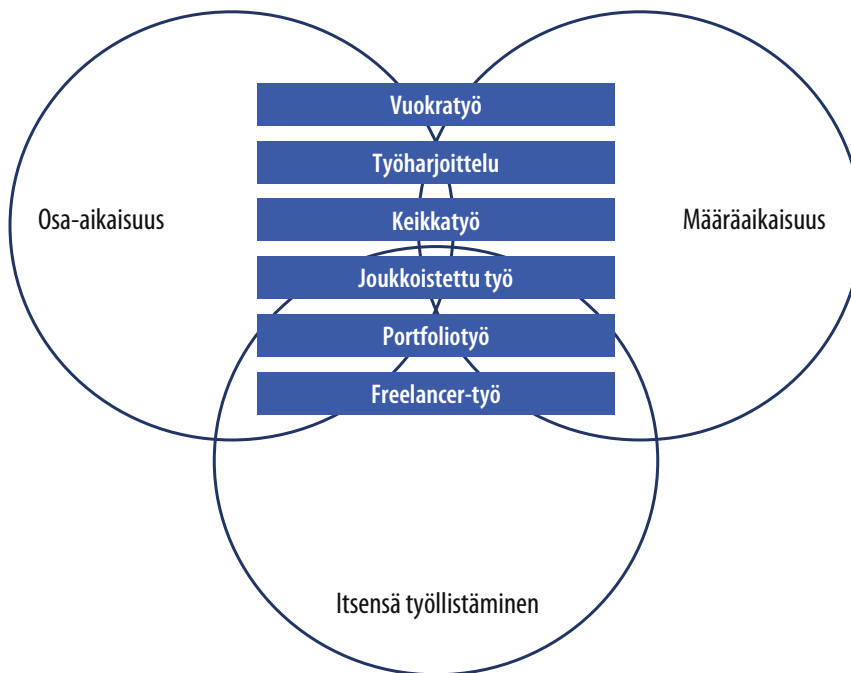 Vuokratyö
Työharjoittelu
Osa-aikaisuus
Keikkatyö
Määräaikaisuus
Joukkoistettu työ
Portfoliotyö
Freelancer-työ
Itsensä työllistäminen